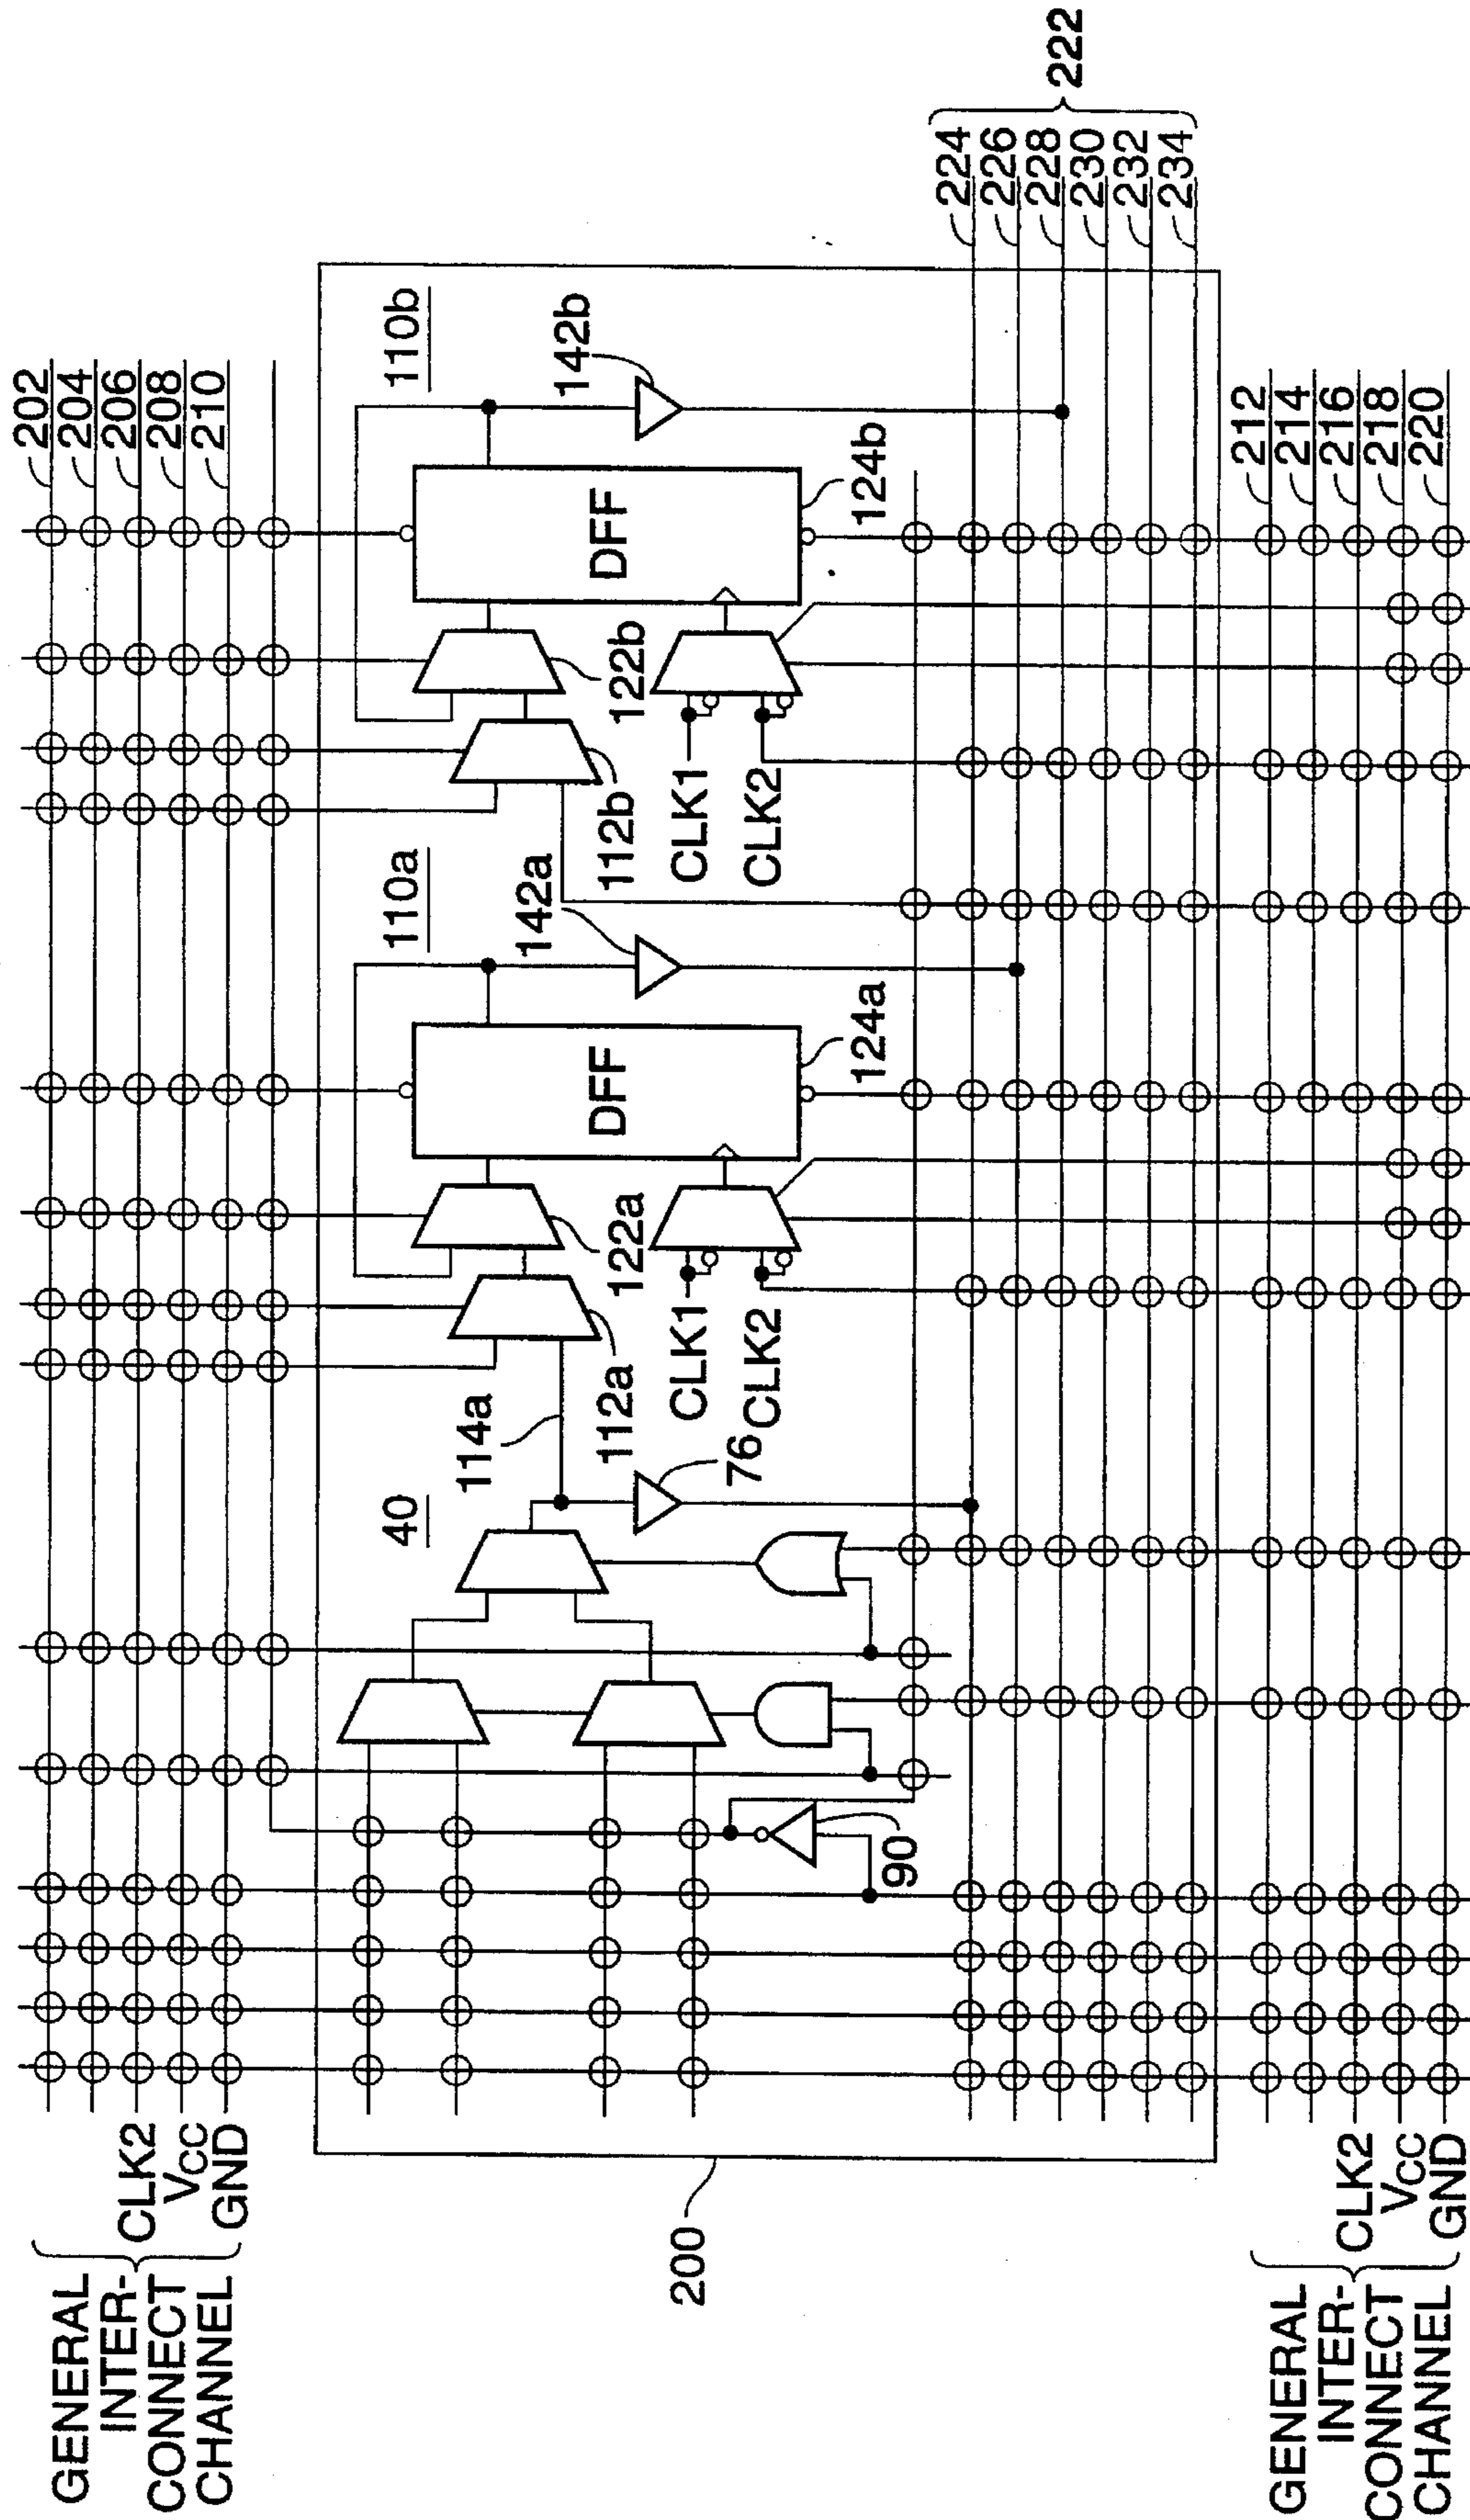 GENERAL
INTER-
CONNECT
CHANNEL
CLK2
VCC
GND
202
204
206
208
210
40
114a
112a
122a
110a
142a
112b
122b
110b
142b
DFF
DFF
124a
124b
CLK1
CLK2
CLK1
CLK2
76
90
200
224
226
228
230
232
234
222
GENERAL
INTER-
CONNECT
CHANNEL
CLK2
VCC
GND
212
214
216
218
220